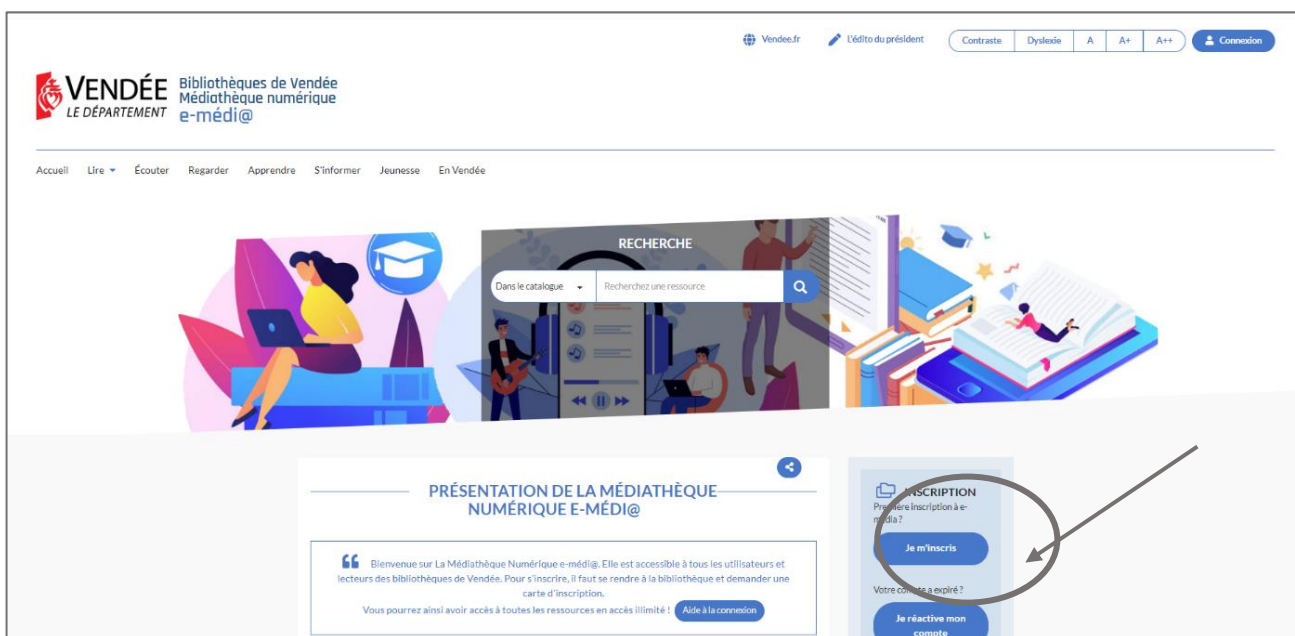 Vendee.fr
L'édito du président
Contraste
Dyslexie
A
A+
A++
Connexion
VENDÉE
LE DÉPARTEMENT
Bibliothèques de Vendée
Médiathèque numérique
e-médi@
Accueil
Lire
Écouter
Regarder
Apprendre
S'informer
Jeunesse
En Vendée
RECHERCHE
Dans le catalogue
Recherchez une ressource
PRÉSENTATION DE LA MÉDIATHÈQUE
NUMÉRIQUE E-MÉDI@
Bienvenue sur La Médiathèque Numérique e-médi@. Elle est accessible à tous les utilisateurs et
lecteurs des bibliothèques de Vendée. Pour s'inscrire, il faut se rendre à la bibliothèque et demander une
carte d'inscription.
Vous pourrez ainsi avoir accès à toutes les ressources en accès illimité !
Aide à la connexion
INSCRIPTION
Première inscription à e-
média ?
Je m'inscris
Votre compte a expiré ?
Je réactive mon
compte